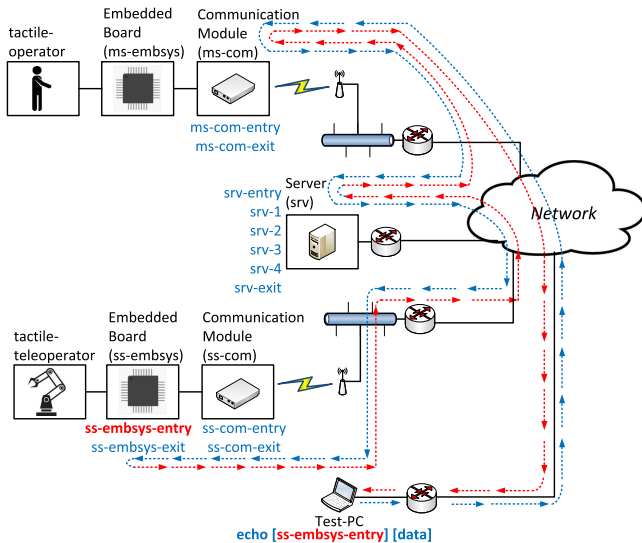 tactile-
operator
Embedded
Board
(ms-embsys)
Communication
Module
(ms-com)
ms-com-entry
ms-com-exit
srv-entry
srv-1
srv-2
srv-3
srv-4
srv-exit
Server
(srv)
Network
tactile-
teleoperator
Embedded
Board
(ss-embsys)
Communication
Module
(ss-com)
ss-embsys-entry
ss-embsys-exit
ss-com-entry
ss-com-exit
Test-PC
echo [ss-embsys-entry] [data]